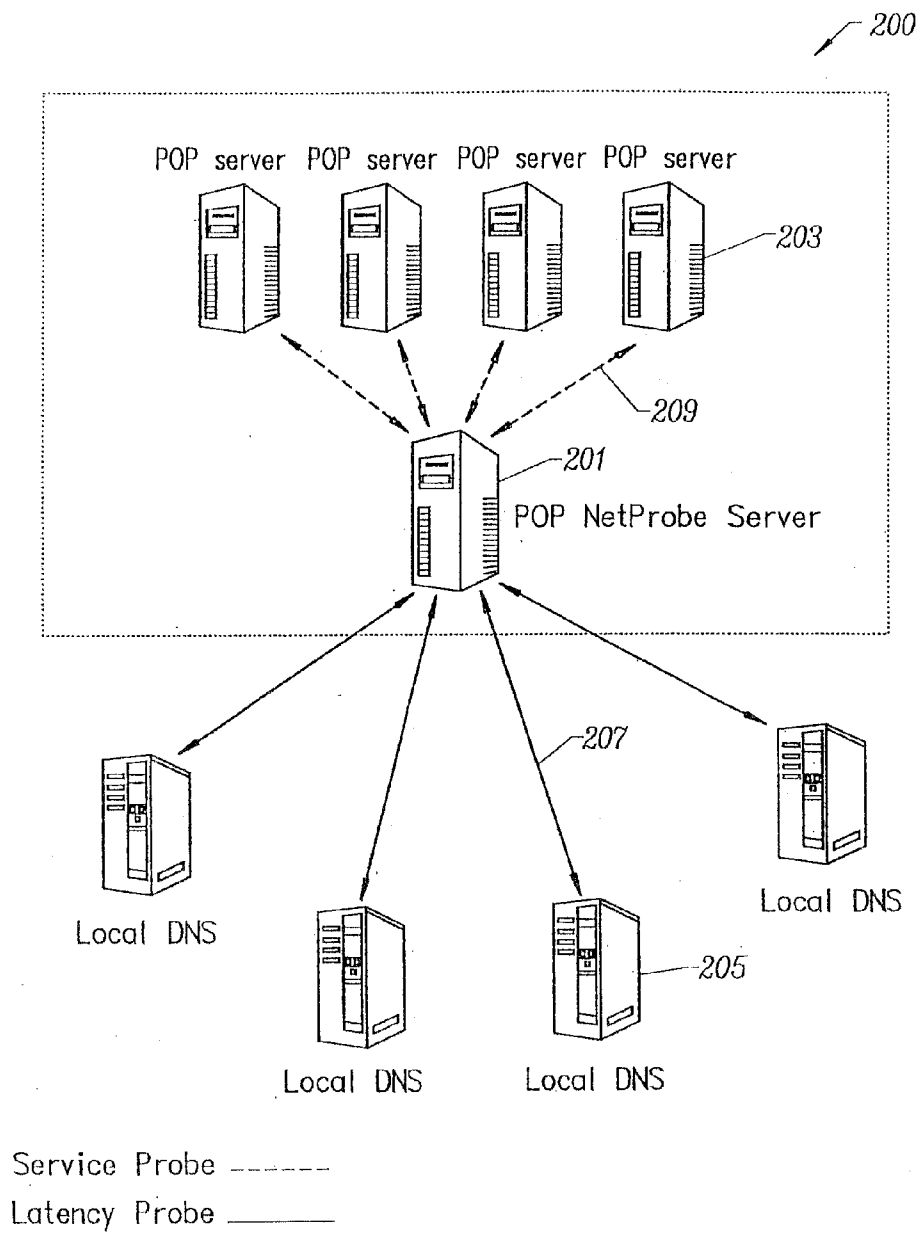 200
POP server POP server POP server POP server
203
209
201
POP NetProbe Server
207
Local DNS
Local DNS
205
Local DNS
Local DNS
Service Probe
Latency Probe